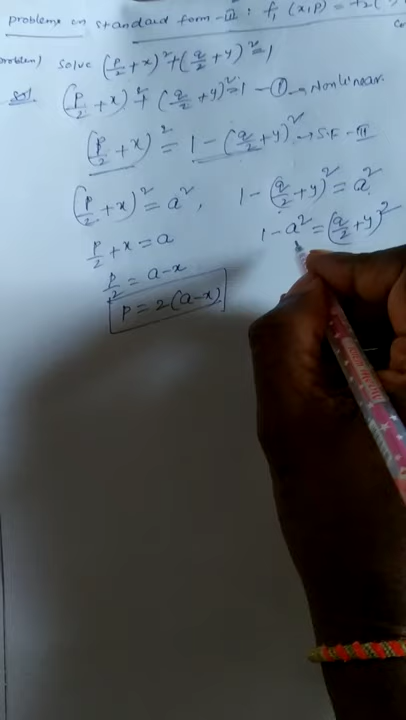 problems in standard form-III : f₁(x,p) = f₂(
problem) Solve (p/2 + x)² + (q/2 + y)² = 1
Sol (p/2 + x)² + (q/2 + y)² = 1 — ① → Nonlinear.
(p/2 + x)² = 1 - (q/2 + y)² → S.F - III
(p/2 + x)² = a² , 1 - (q/2 + y)² = a²
p/2 + x = a 1 - a² = (q/2 + y)²
p/2 = a - x
p = 2(a - x)